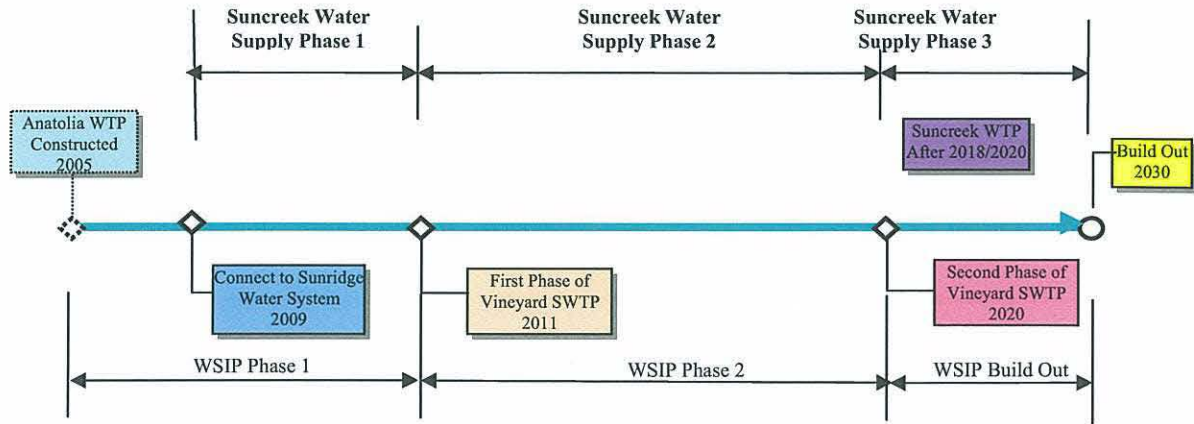 Suncreek Water
Supply Phase 1
Suncreek Water
Supply Phase 2
Suncreek Water
Supply Phase 3
Anatolia WTP
Constructed
2005
Suncreek WTP
After 2018/2020
Build Out
2030
Connect to Sunridge
Water System
2009
First Phase of
Vineyard SWTP
2011
Second Phase of
Vineyard SWTP
2020
WSIP Phase 1
WSIP Phase 2
WSIP Build Out